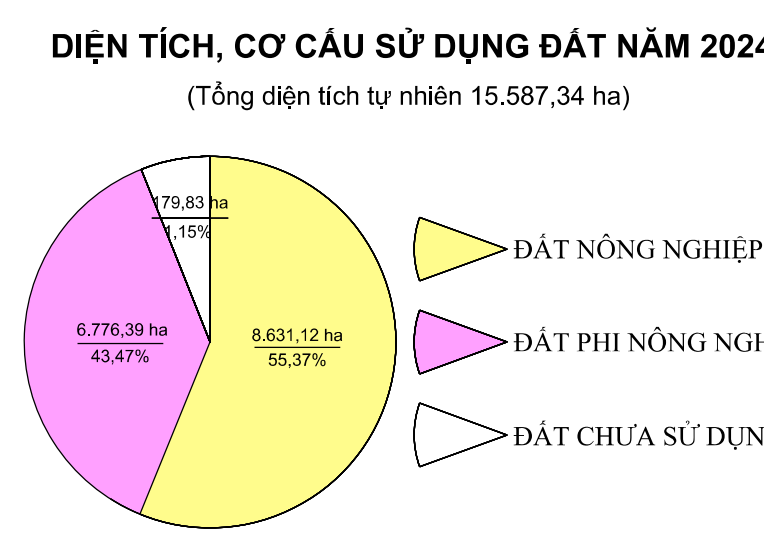 DIỆN TÍCH, CƠ CẤU SỬ DỤNG ĐẤT NĂM 2024
(Tổng diện tích tự nhiên 15.587,34 ha)
179,83 ha
1,15%
6.776,39 ha
43,47%
8.631,12 ha
55,37%
ĐẤT NÔNG NGHIỆP
ĐẤT PHI NÔNG NGH
ĐẤT CHƯA SỬ DỤN